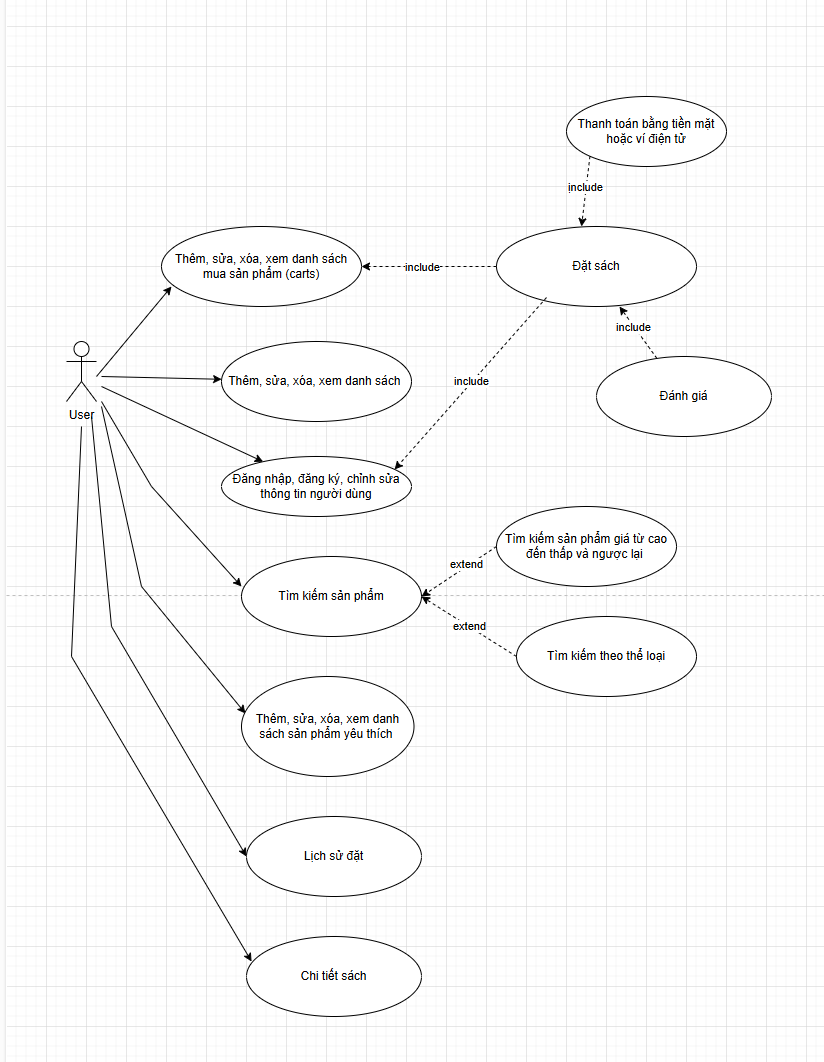 Thanh toán bằng tiền mặt
hoặc ví điện tử
include
Thêm, sửa, xóa, xem danh sách
mua sản phẩm (carts)
include
Đặt sách
include
Thêm, sửa, xóa, xem danh sách
include
Đánh giá
User
Đăng nhập, đăng ký, chỉnh sửa
thông tin người dùng
Tìm kiếm sản phẩm giá từ cao
đến thấp và ngược lại
extend
Tìm kiếm sản phẩm
extend
Tìm kiếm theo thể loại
Thêm, sửa, xóa, xem danh
sách sản phẩm yêu thích
Lịch sử đặt
Chi tiết sách